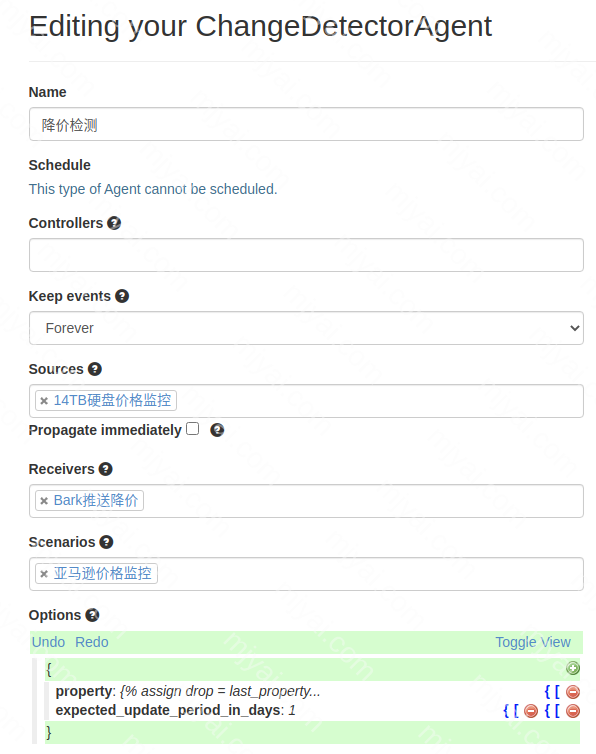 Editing your ChangeDetectorAgent
Name
降价检测
Schedule
This type of Agent cannot be scheduled.
Controllers ?
Keep events ?
Forever
Sources ?
× 14TB硬盘价格监控
Propagate immediately ?
Receivers ?
× Bark推送降价
Scenarios ?
× 亚马逊价格监控
Options ?
Undo Redo Toggle View
{
property: {% assign drop = last_property... { [
expected_update_period_in_days: 1 { [ { [
}